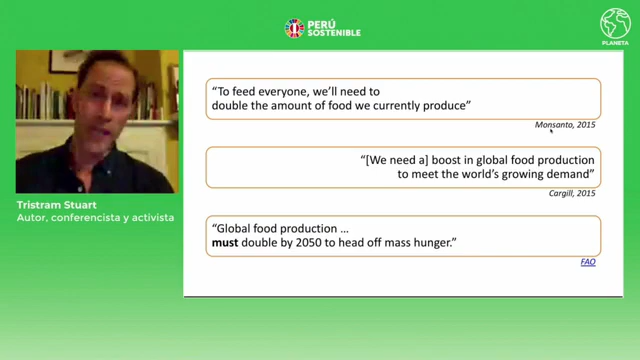 PERÚ
SOSTENIBLE
PLANETA
Tristram Stuart
Autor, conferencista y activista
“To feed everyone, we’ll need to
double the amount of food we currently produce”
Monsanto, 2015
“[We need a] boost in global food production
to meet the world’s growing demand”
Cargill, 2015
“Global food production ...
must double by 2050 to head off mass hunger.”
FAO